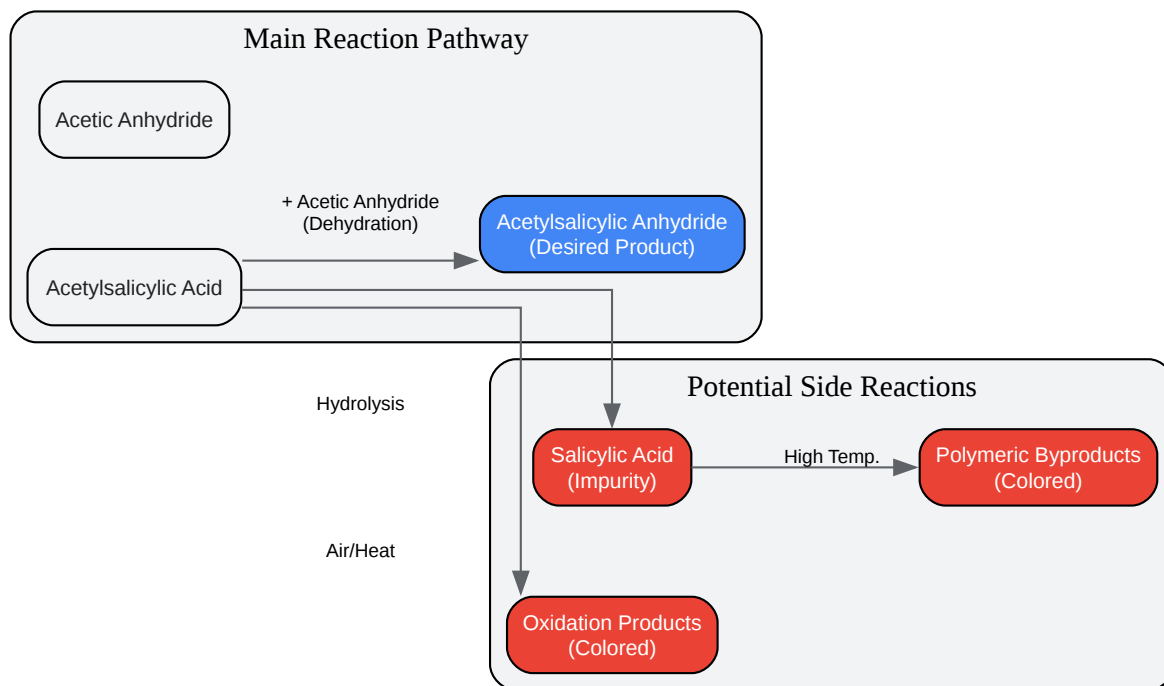 Main Reaction Pathway
Acetic Anhydride
+ Acetic Anhydride
(Dehydration)
Acetylsalicylic Anhydride
(Desired Product)
Acetylsalicylic Acid
Hydrolysis
Potential Side Reactions
Salicylic Acid
(Impurity)
High Temp.
Polymeric Byproducts
(Colored)
Air/Heat
Oxidation Products
(Colored)